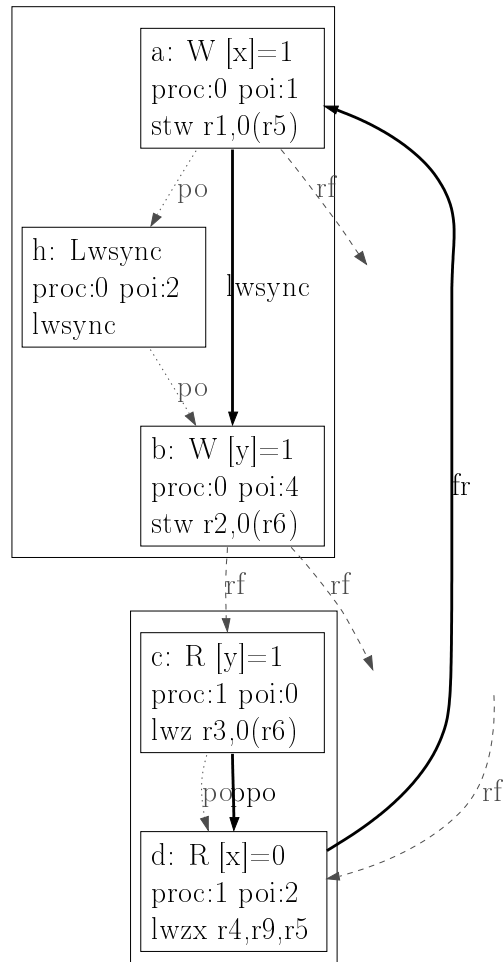 a: W [x]=1
proc:0 poi:1
stw r1,0(r5)
po
rf
h: Lwsync
proc:0 poi:2
lwsync
lwsync
po
b: W [y]=1
proc:0 poi:4
stw r2,0(r6)
fr
rf
rf
c: R [y]=1
proc:1 poi:0
lwz r3,0(r6)
po
ppo
rf
d: R [x]=0
proc:1 poi:2
lwzx r4,r9,r5